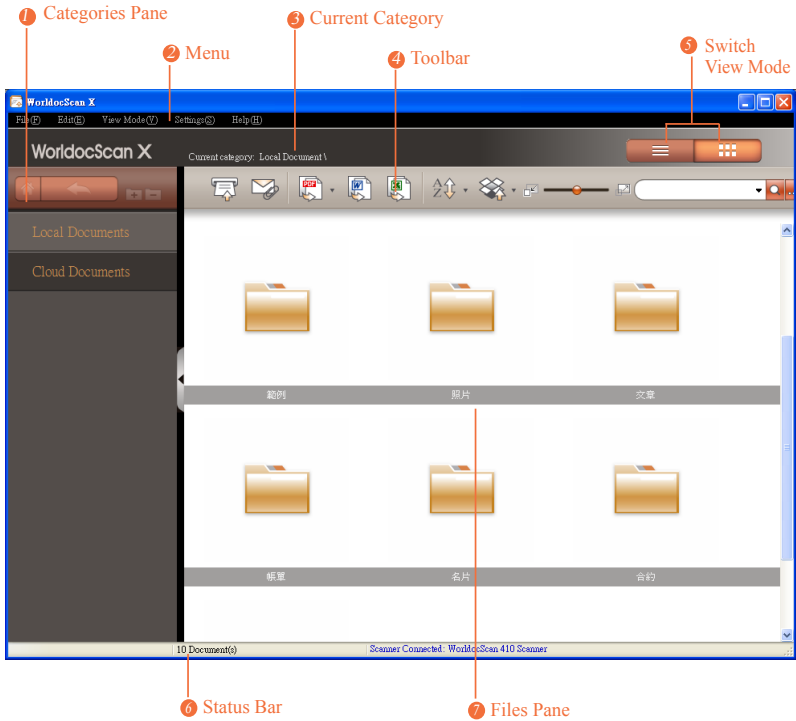 1 Categories Pane
3 Current Category
2 Menu
4 Toolbar
5 Switch
View Mode
WorldocScan X
File(F) Edit(E) View Mode(V) Settings(S) Help(H)
WorldocScan X
Current category: Local Document \
PDF W X A Z
Local Documents
Cloud Documents
範例 照片 文章
帳單 名片 合約
10 Document(s) Scanner Connected: WorldocScan 410 Scanner
6 Status Bar
7 Files Pane